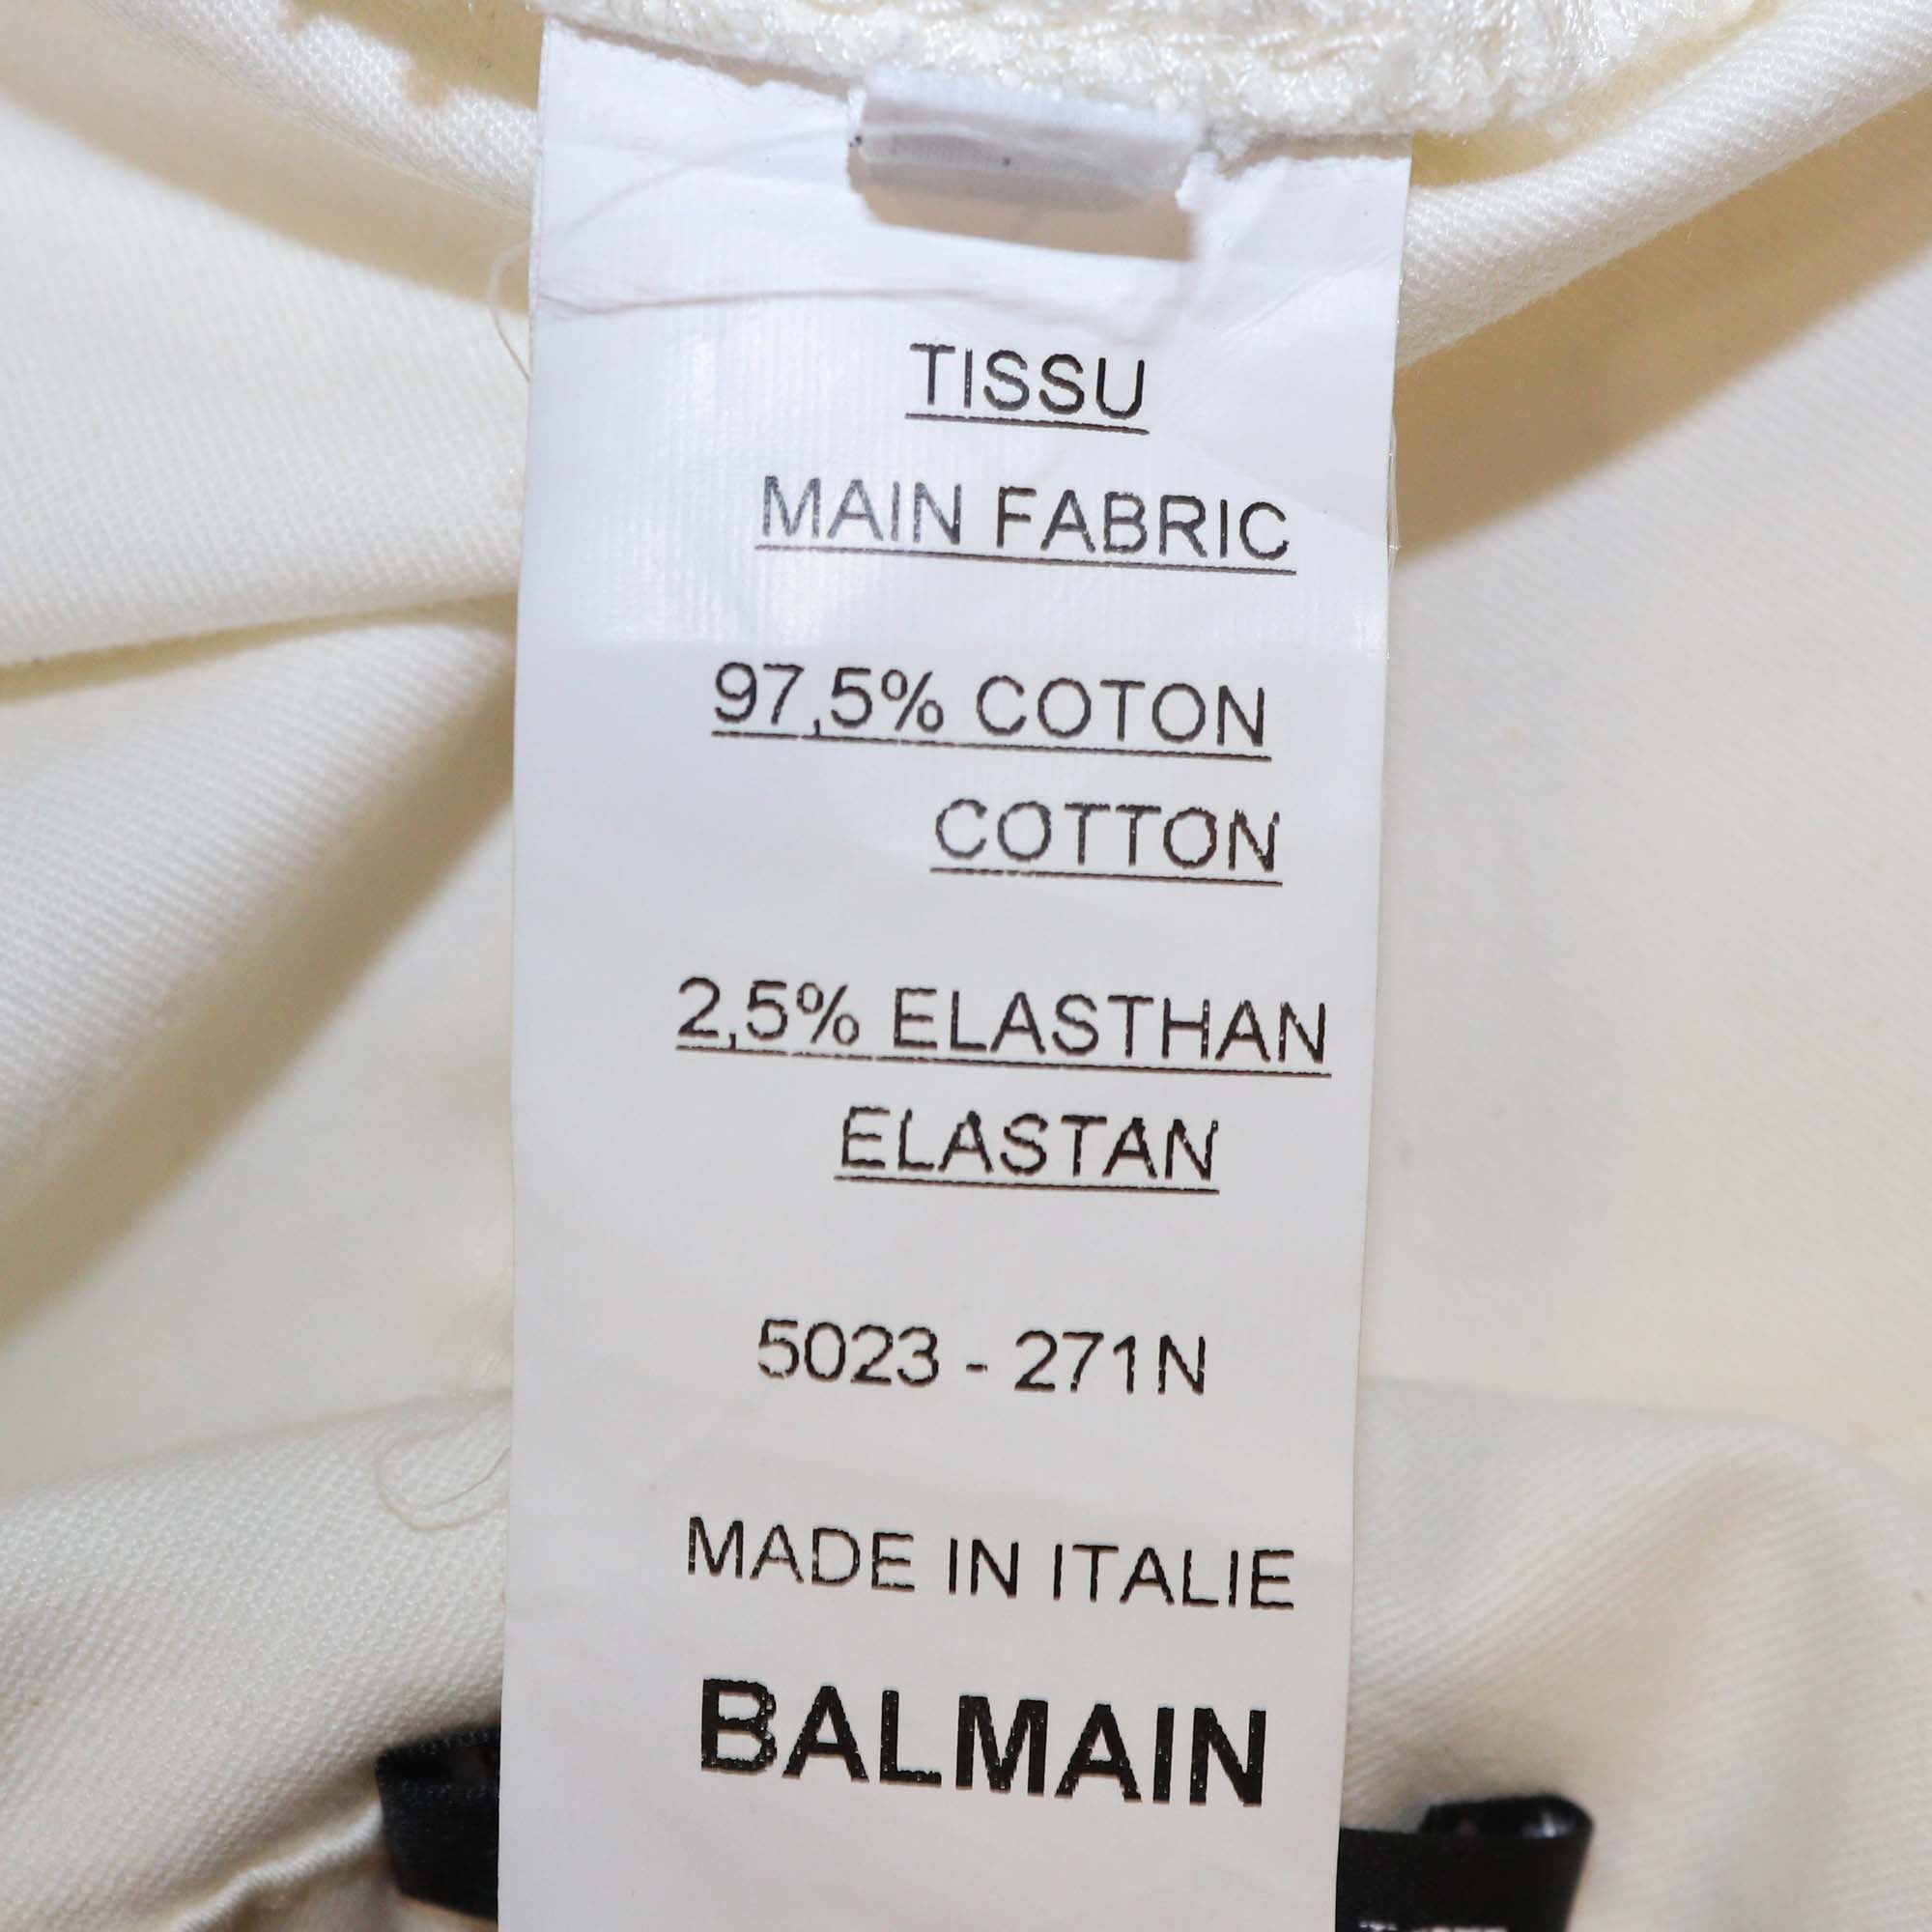 TISSU
MAIN FABRIC
97,5% COTON
COTTON
2,5% ELASTHAN
ELASTAN
5023 - 271N
MADE IN ITALIE
BALMAIN